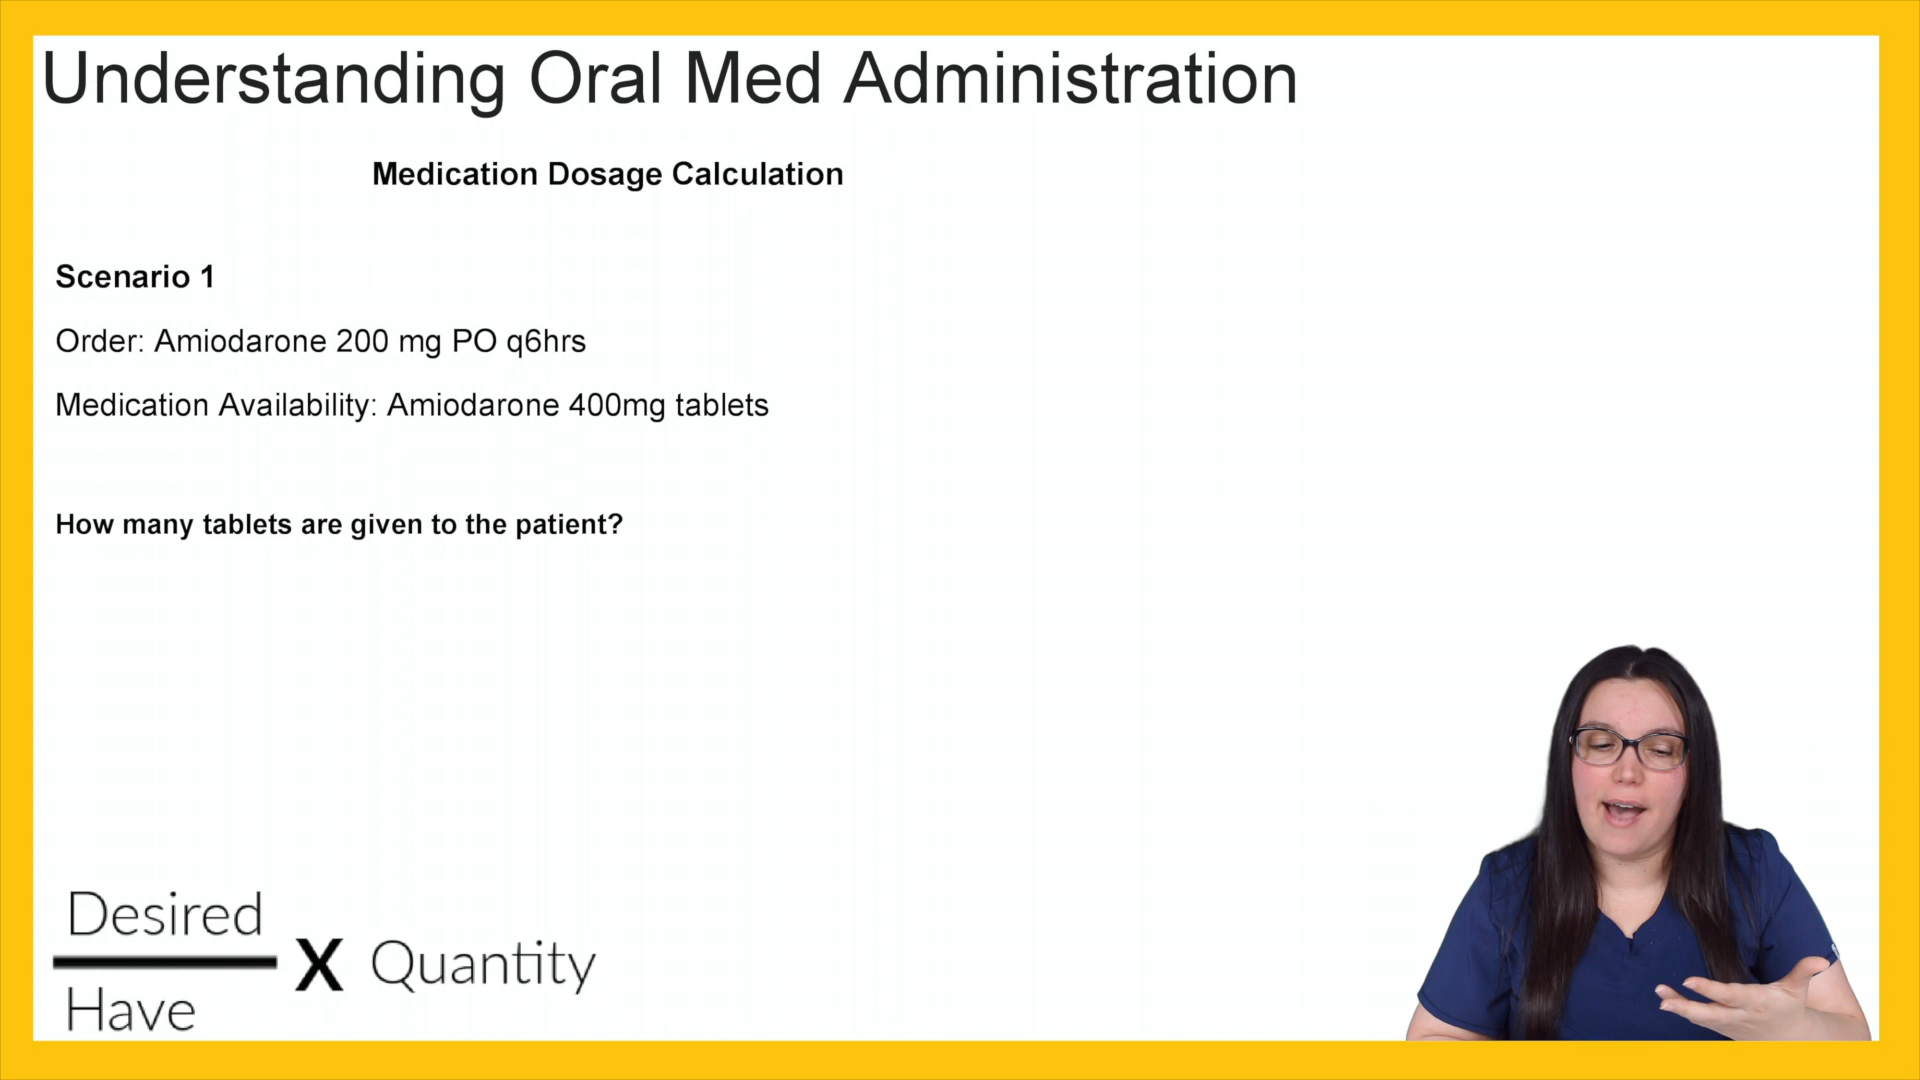 Understanding Oral Med Administration
Medication Dosage Calculation
Scenario 1
Order: Amiodarone 200 mg PO q6hrs
Medication Availability: Amiodarone 400mg tablets
How many tablets are given to the patient?
Desired
X Quantity
Have